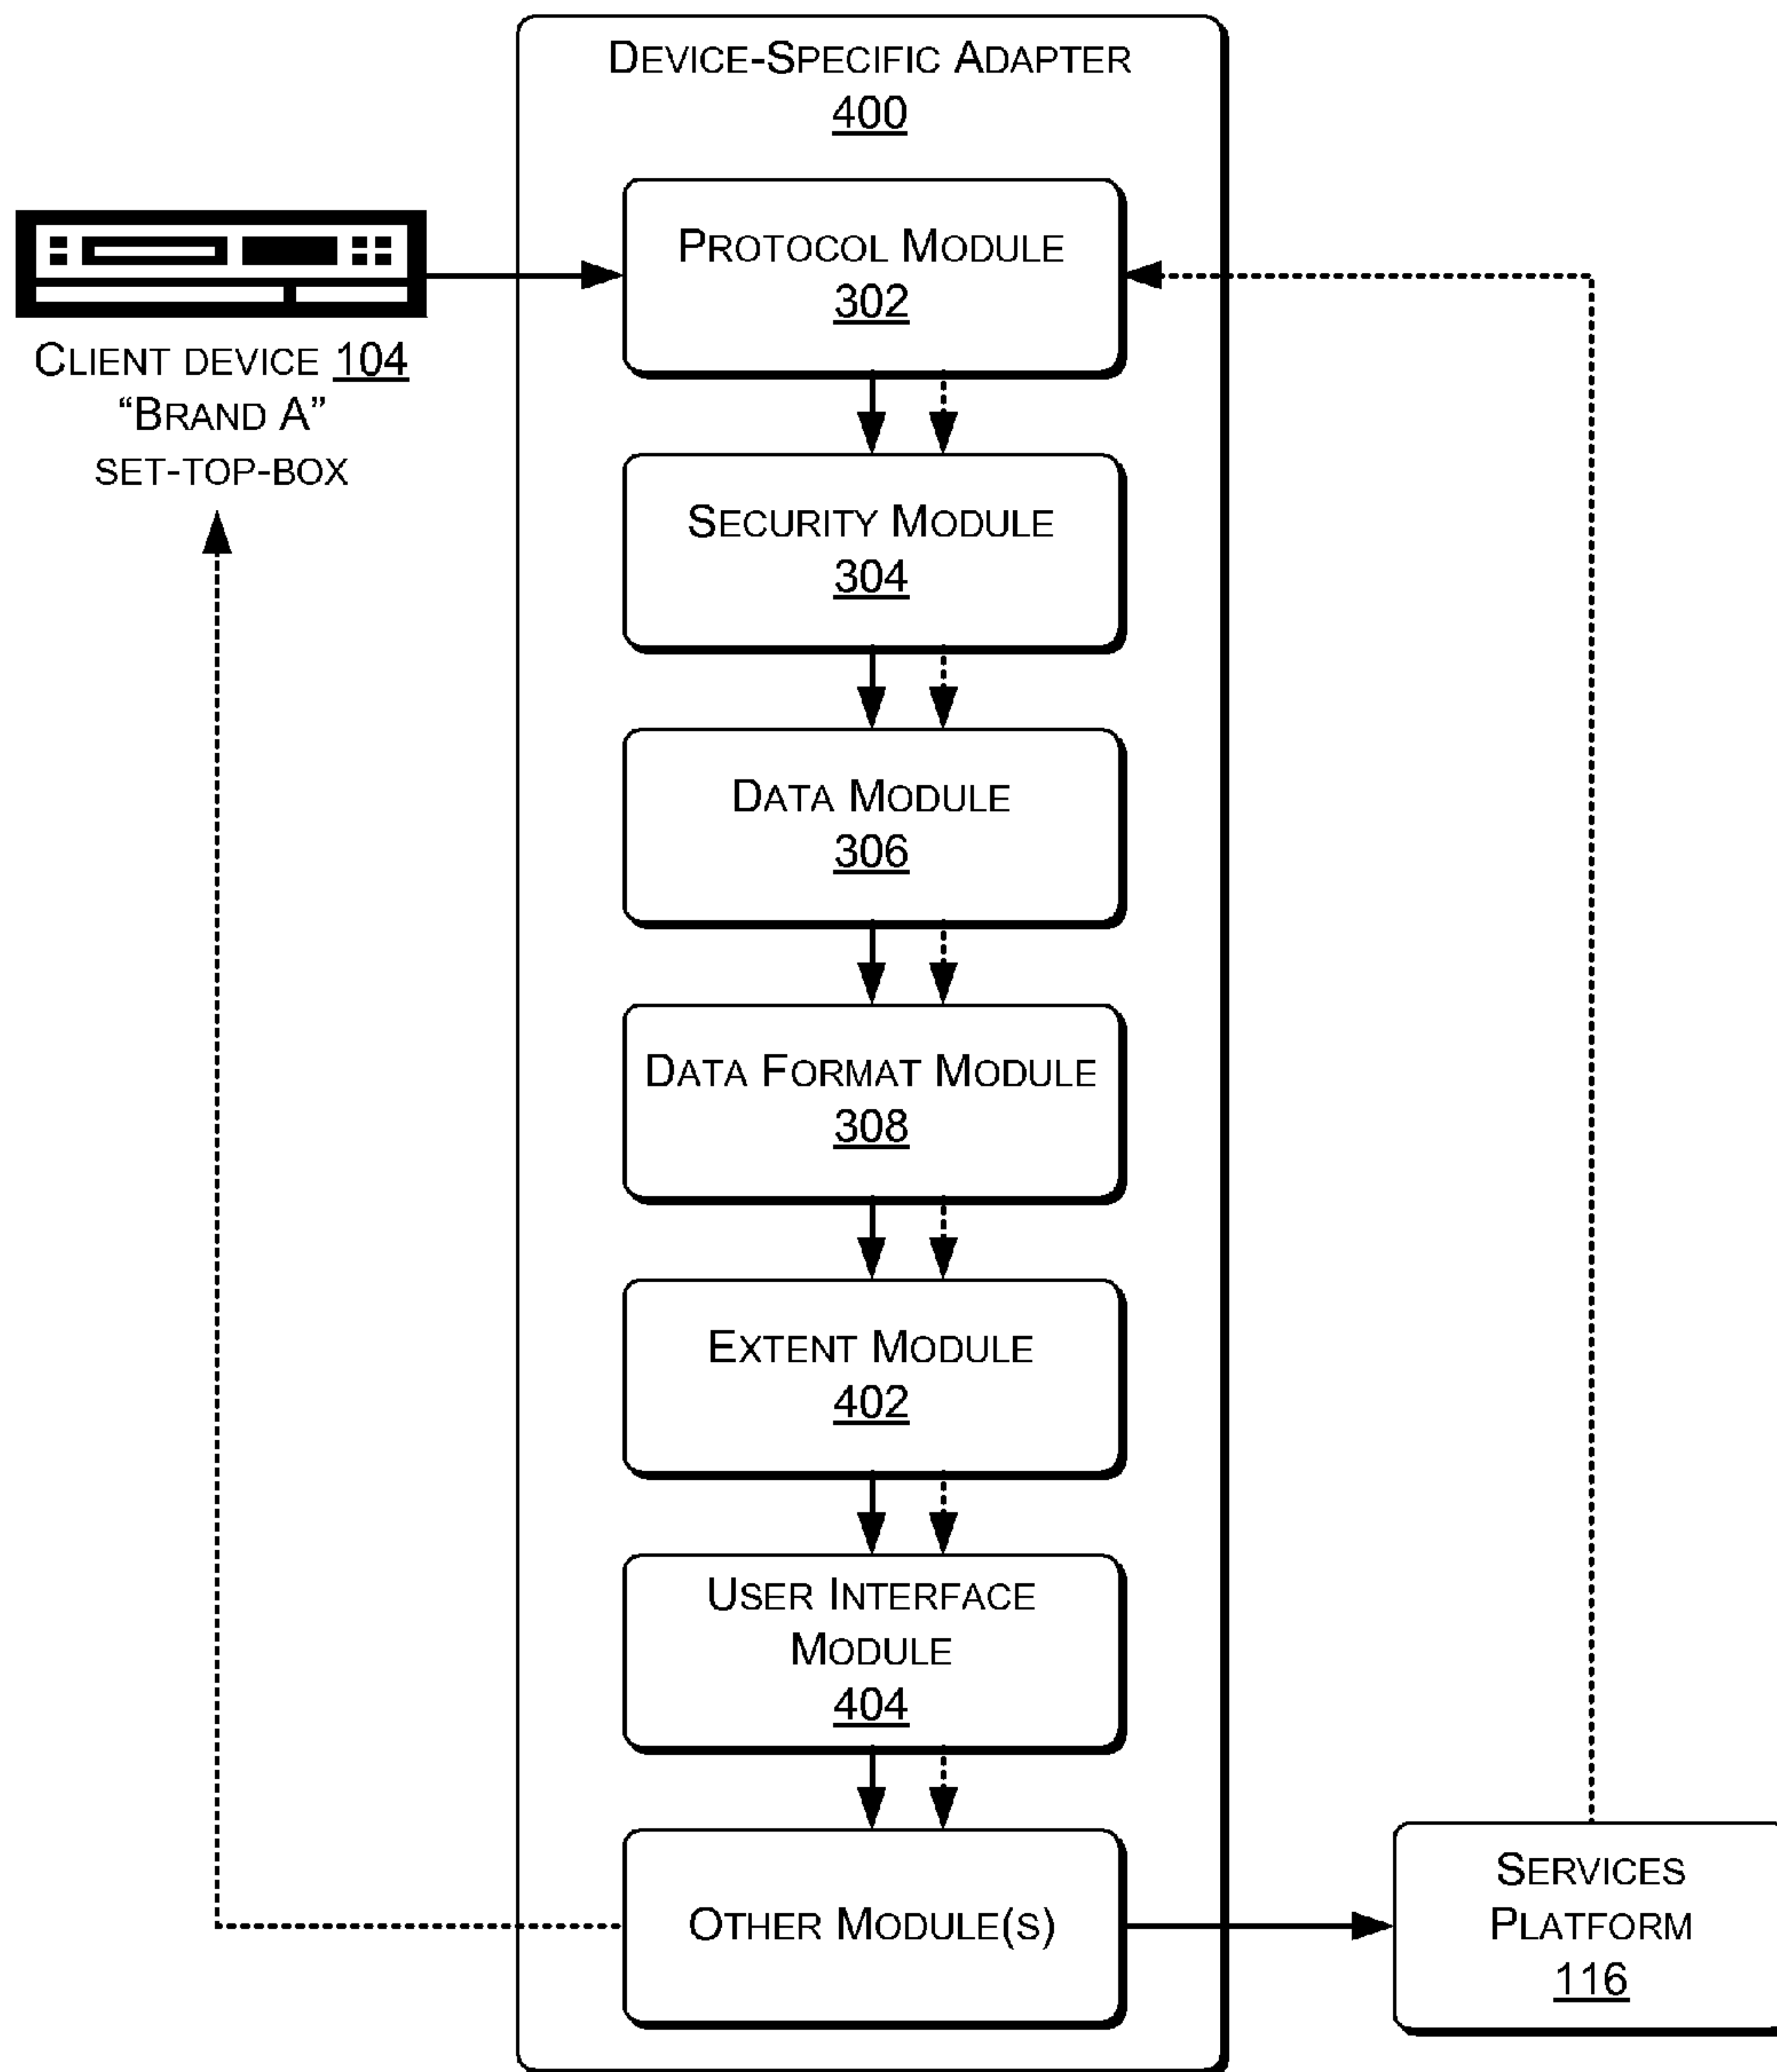 DEVICE-SPECIFIC ADAPTER
400
PROTOCOL MODULE
302
CLIENT DEVICE 104
“BRAND A”
SET-TOP-BOX
SECURITY MODULE
304
DATA MODULE
306
DATA FORMAT MODULE
308
EXTENT MODULE
402
USER INTERFACE
MODULE
404
OTHER MODULE(S)
SERVICES
PLATFORM
116